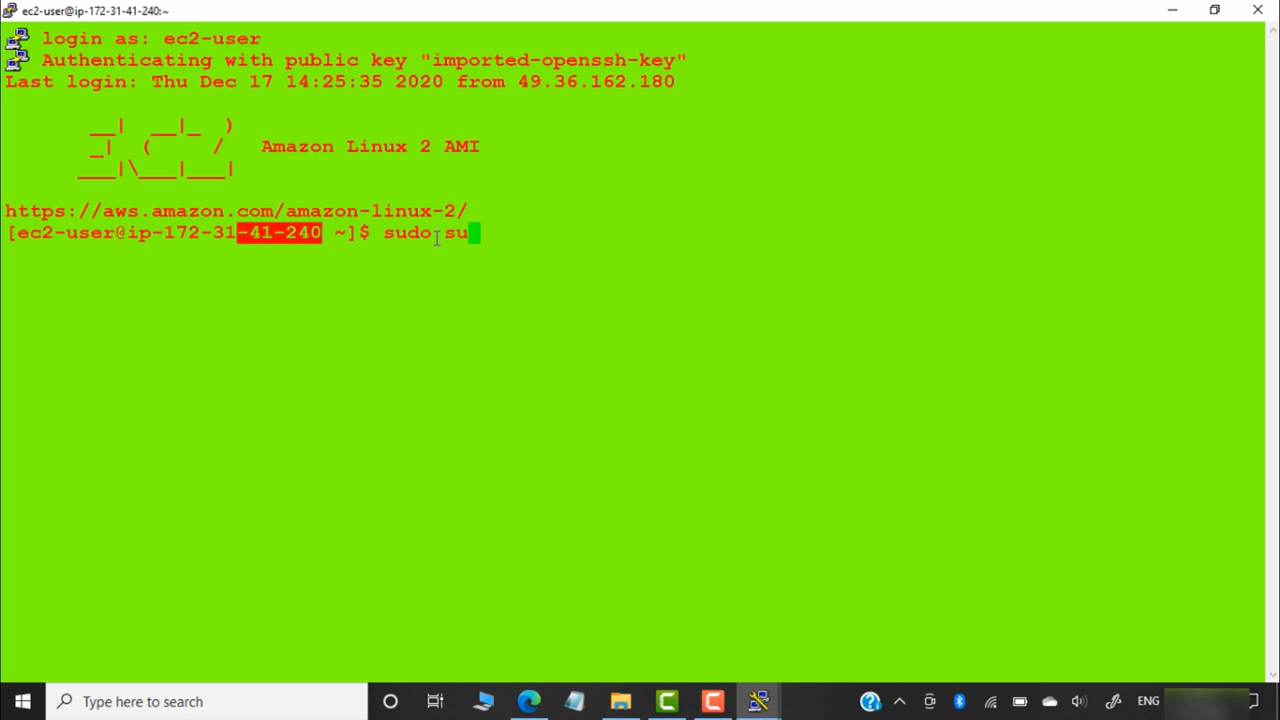 ec2-user@ip-172-31-41-240:~
login as: ec2-user
Authenticating with public key "imported-openssh-key"
Last login: Thu Dec 17 14:25:35 2020 from 49.36.162.180
__|  __|_  )
_|  (     /   Amazon Linux 2 AMI
___|\___|___|
https://aws.amazon.com/amazon-linux-2/
[ec2-user@ip-172-31-41-240 ~]$ sudo su
Type here to search
ENG